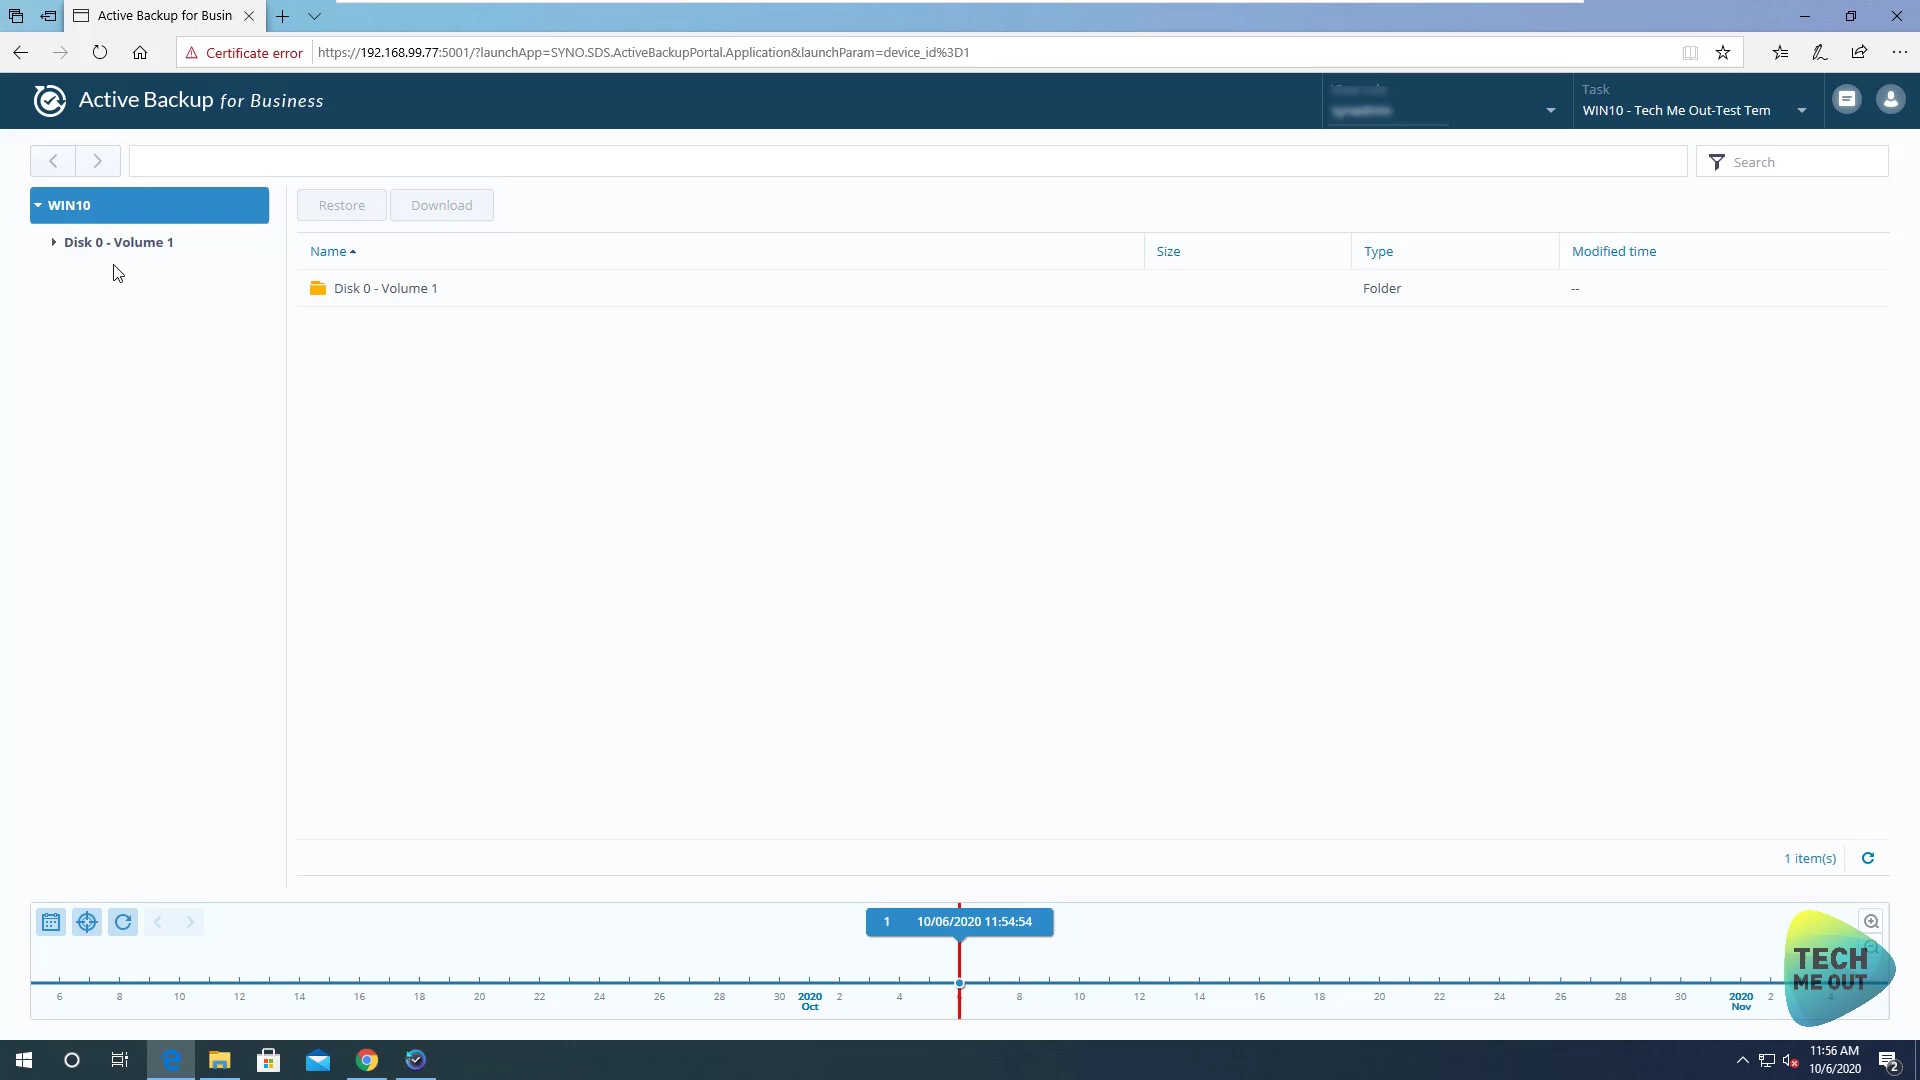 Active Backup for Busin
Certificate error
https://192.168.99.77:5001/?launchApp=SYNO.SDS.ActiveBackupPortal.Application&launchParam=device_id%3D1
Active Backup for Business
Task
WIN10 - Tech Me Out-Test Tem
Search
WIN10
Restore
Download
Disk 0 - Volume 1
Name
Size
Type
Modified time
Disk 0 - Volume 1
Folder
--
1 item(s)
1 10/06/2020 11:54:54
6 8 10 12 14 16 18 20 22 24 26 28 30 2020 2 4 8 10 12 14 16 18 20 22 24 26 28 30 2020 2 4
Oct Nov
TECH
ME OUT
11:56 AM
10/6/2020
2